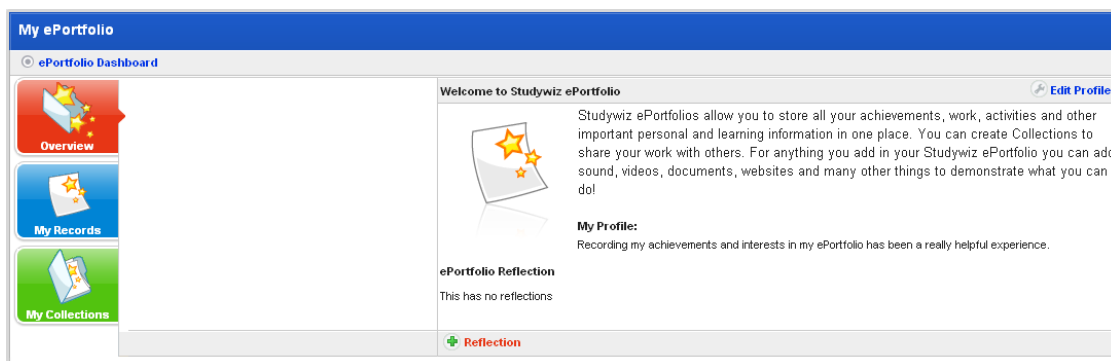 My ePortfolio
ePortfolio Dashboard
Overview
My Records
My Collections
Welcome to Studywiz ePortfolio
Edit Profile
Studywiz ePortfolios allow you to store all your achievements, work, activities and other
important personal and learning information in one place. You can create Collections to
share your work with others. For anything you add in your Studywiz ePortfolio you can add
sound, videos, documents, websites and many other things to demonstrate what you can
do!
My Profile:
Recording my achievements and interests in my ePortfolio has been a really helpful experience.
ePortfolio Reflection
This has no reflections
Reflection